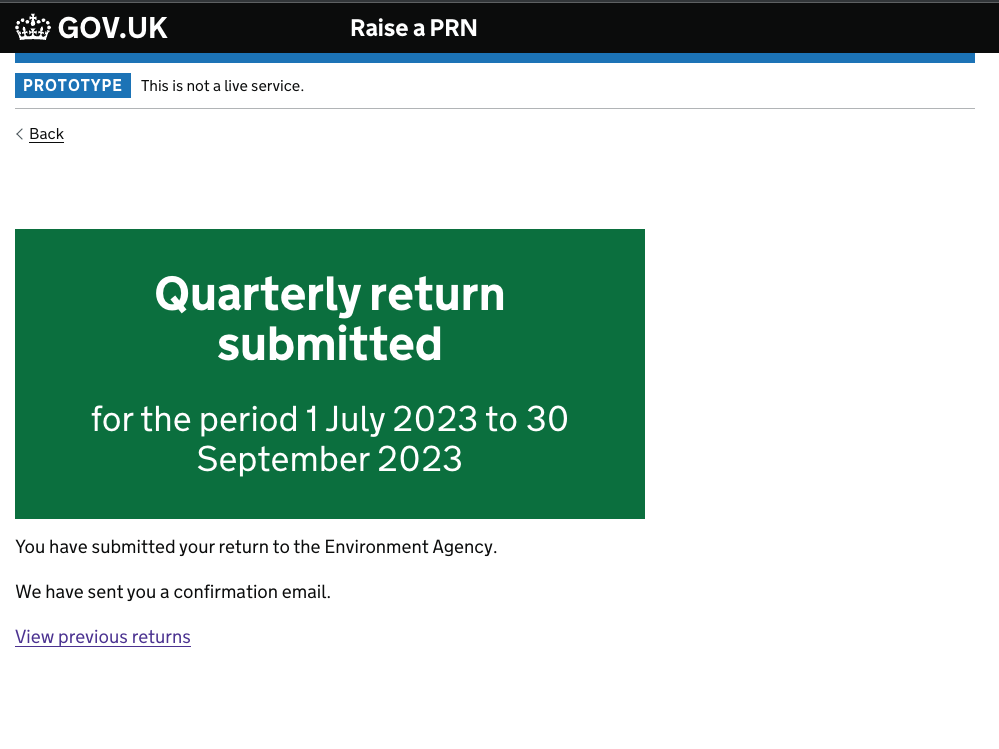 GOV.UK Raise a PRN
PROTOTYPE This is not a live service.
Back
Quarterly return
submitted
for the period 1 July 2023 to 30
September 2023
You have submitted your return to the Environment Agency.
We have sent you a confirmation email.
View previous returns